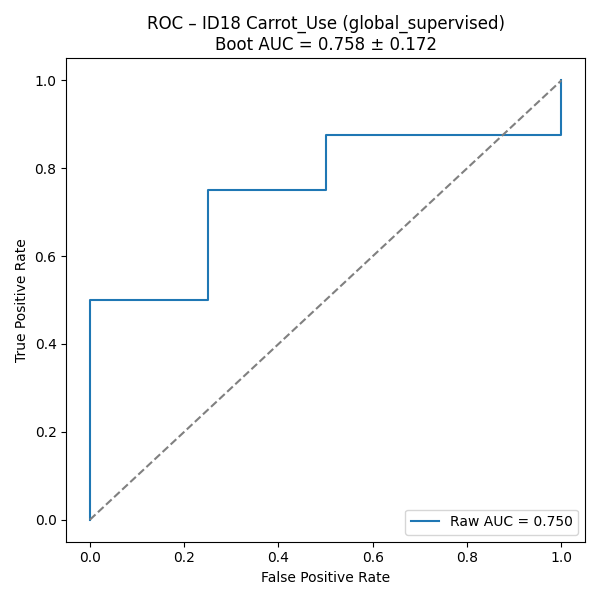 ROC – ID18 Carrot_Use (global_supervised)
Boot AUC = 0.758 ± 0.172
True Positive Rate
1.0
0.8
0.6
0.4
0.2
0.0
Raw AUC = 0.750
0.0 0.2 0.4 0.6 0.8 1.0
False Positive Rate